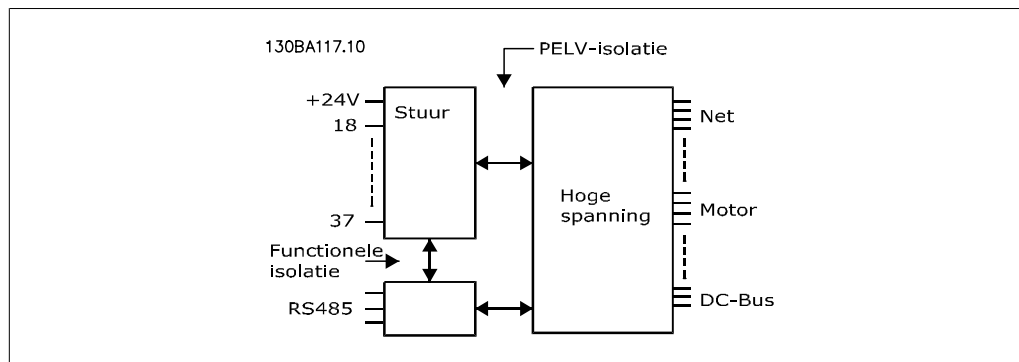 130BA117.10
PELV-isolatie
+24V
Stuur
18
Net
Hoge
spanning
37
Motor
Functionele
isolatie
RS485
DC-Bus